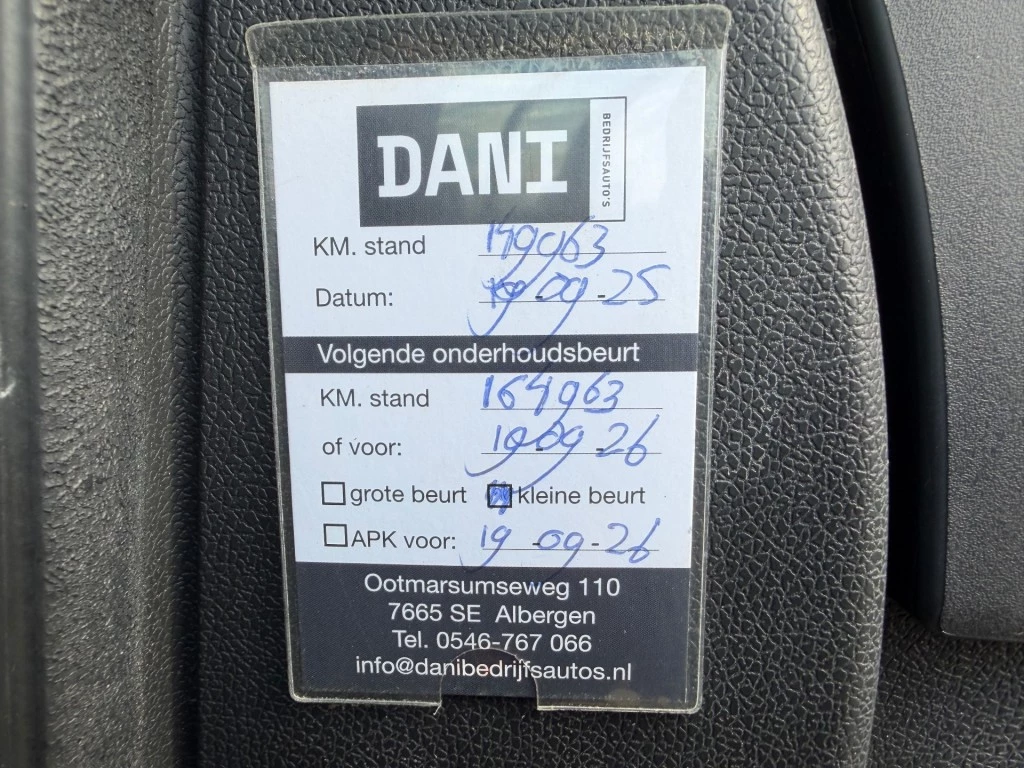 DANI BEDRIJFSAUTO'S
KM. stand 149963
Datum: 19-09-25
Volgende onderhoudsbeurt
KM. stand 164963
of voor: 19-09-26
grote beurt kleine beurt
APK voor: 19-09-26
Ootmarsumseweg 110
7665 SE Albergen
Tel. 0546-767 066
info@danibedrijfsautos.nl